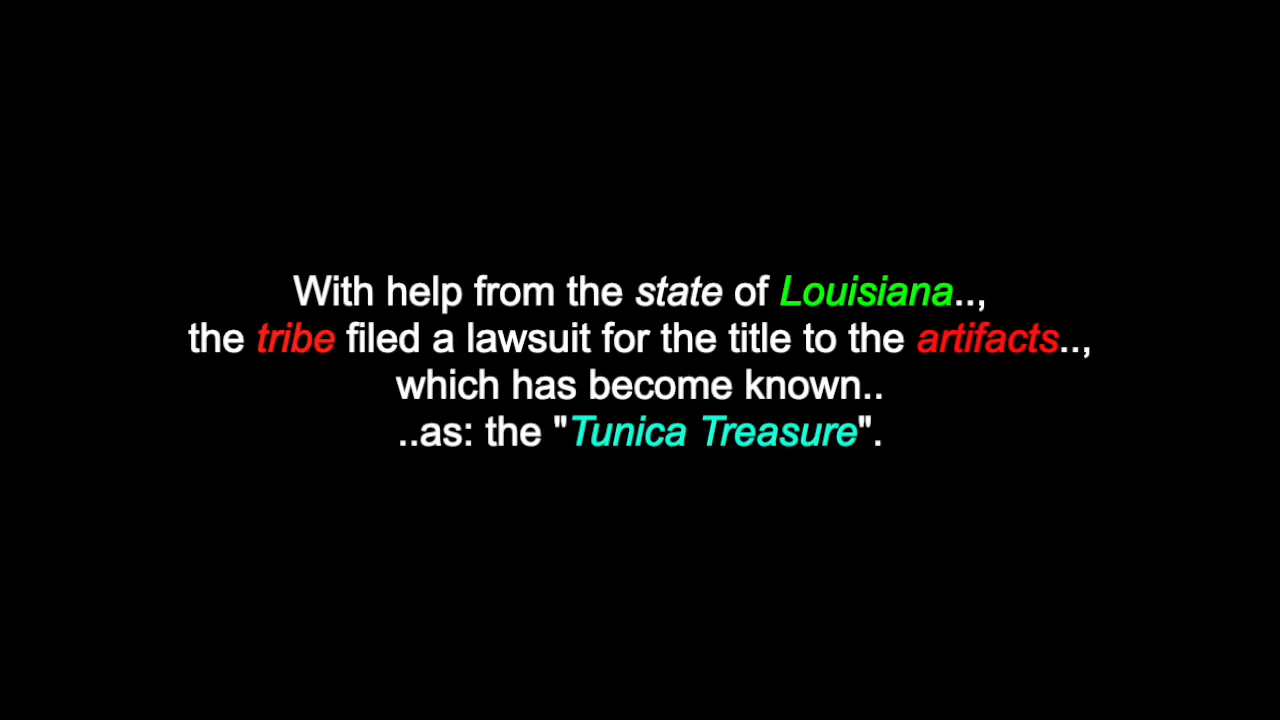 With help from the state of Louisiana..,
the tribe filed a lawsuit for the title to the artifacts..,
which has become known..
..as: the "Tunica Treasure".